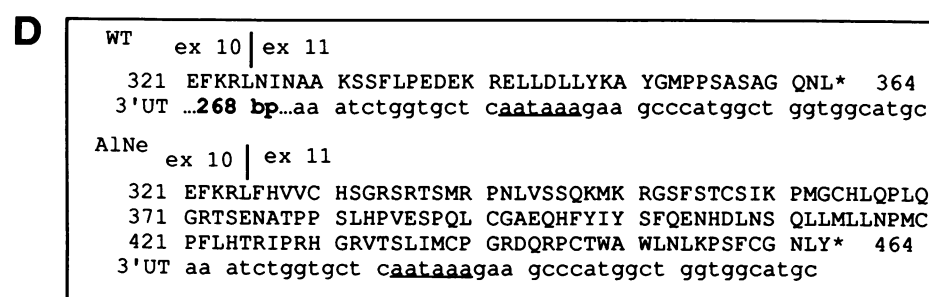 D
WT ex 10 | ex 11
321 EFKRLNINAA KSSFLPEDEK RELLDLLYKA YGMPPSASAG QNL* 364
3'UT …268 bp…aa atctggtgct caataaagaa gcccatggct ggtggcatgc
AlNe ex 10 | ex 11
321 EFKRLFHVVC HSGRSRTSMR PNLVSSQKMK RGSFSTCSIK PMGCHLQPLQ
371 GRTSENATPP SLHPVESPQL CGAEQHFYIY SFQENHDLNS QLLMLLNPMC
421 PFLHTRIPRH GRVTSLIMCP GRDQRPCTWA WLNLKPSFCG NLY* 464
3'UT aa atctggtgct caataaagaa gcccatggct ggtggcatgc